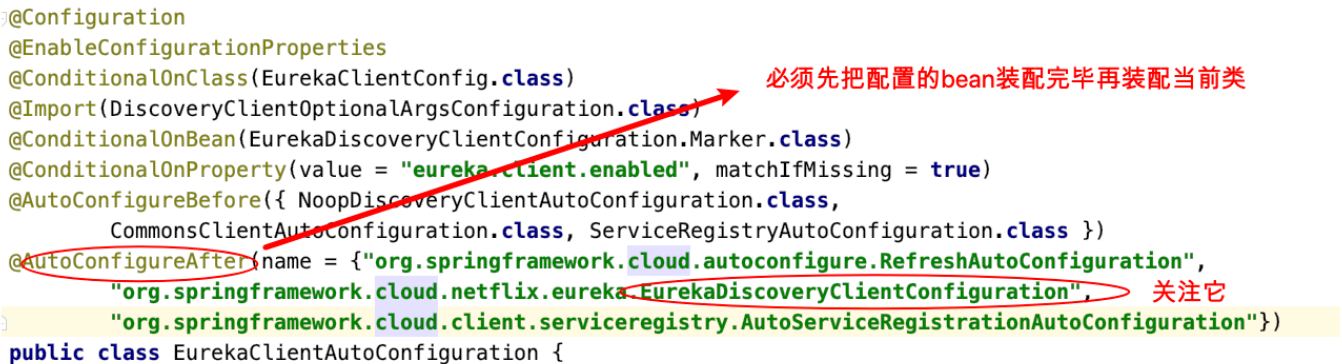 @Configuration
@EnableConfigurationProperties
@ConditionalOnClass(EurekaClientConfig.class)
必须先把配置的bean装配完毕再装配当前类
@Import(DiscoveryClientOptionalArgsConfiguration.class)
@ConditionalOnBean(EurekaDiscoveryClientConfiguration.Marker.class)
@ConditionalOnProperty(value = "eureka.client.enabled", matchIfMissing = true)
@AutoConfigureBefore({ NoopDiscoveryClientAutoConfiguration.class,
CommonsClientAutoConfiguration.class, ServiceRegistryAutoConfiguration.class })
@AutoConfigureAfter(name = {"org.springframework.cloud.autoconfigure.RefreshAutoConfiguration",
"org.springframework.cloud.netflix.eureka.EurekaDiscoveryClientConfiguration",
关注它
"org.springframework.cloud.client.serviceregistry.AutoServiceRegistrationAutoConfiguration"})
public class EurekaClientAutoConfiguration {